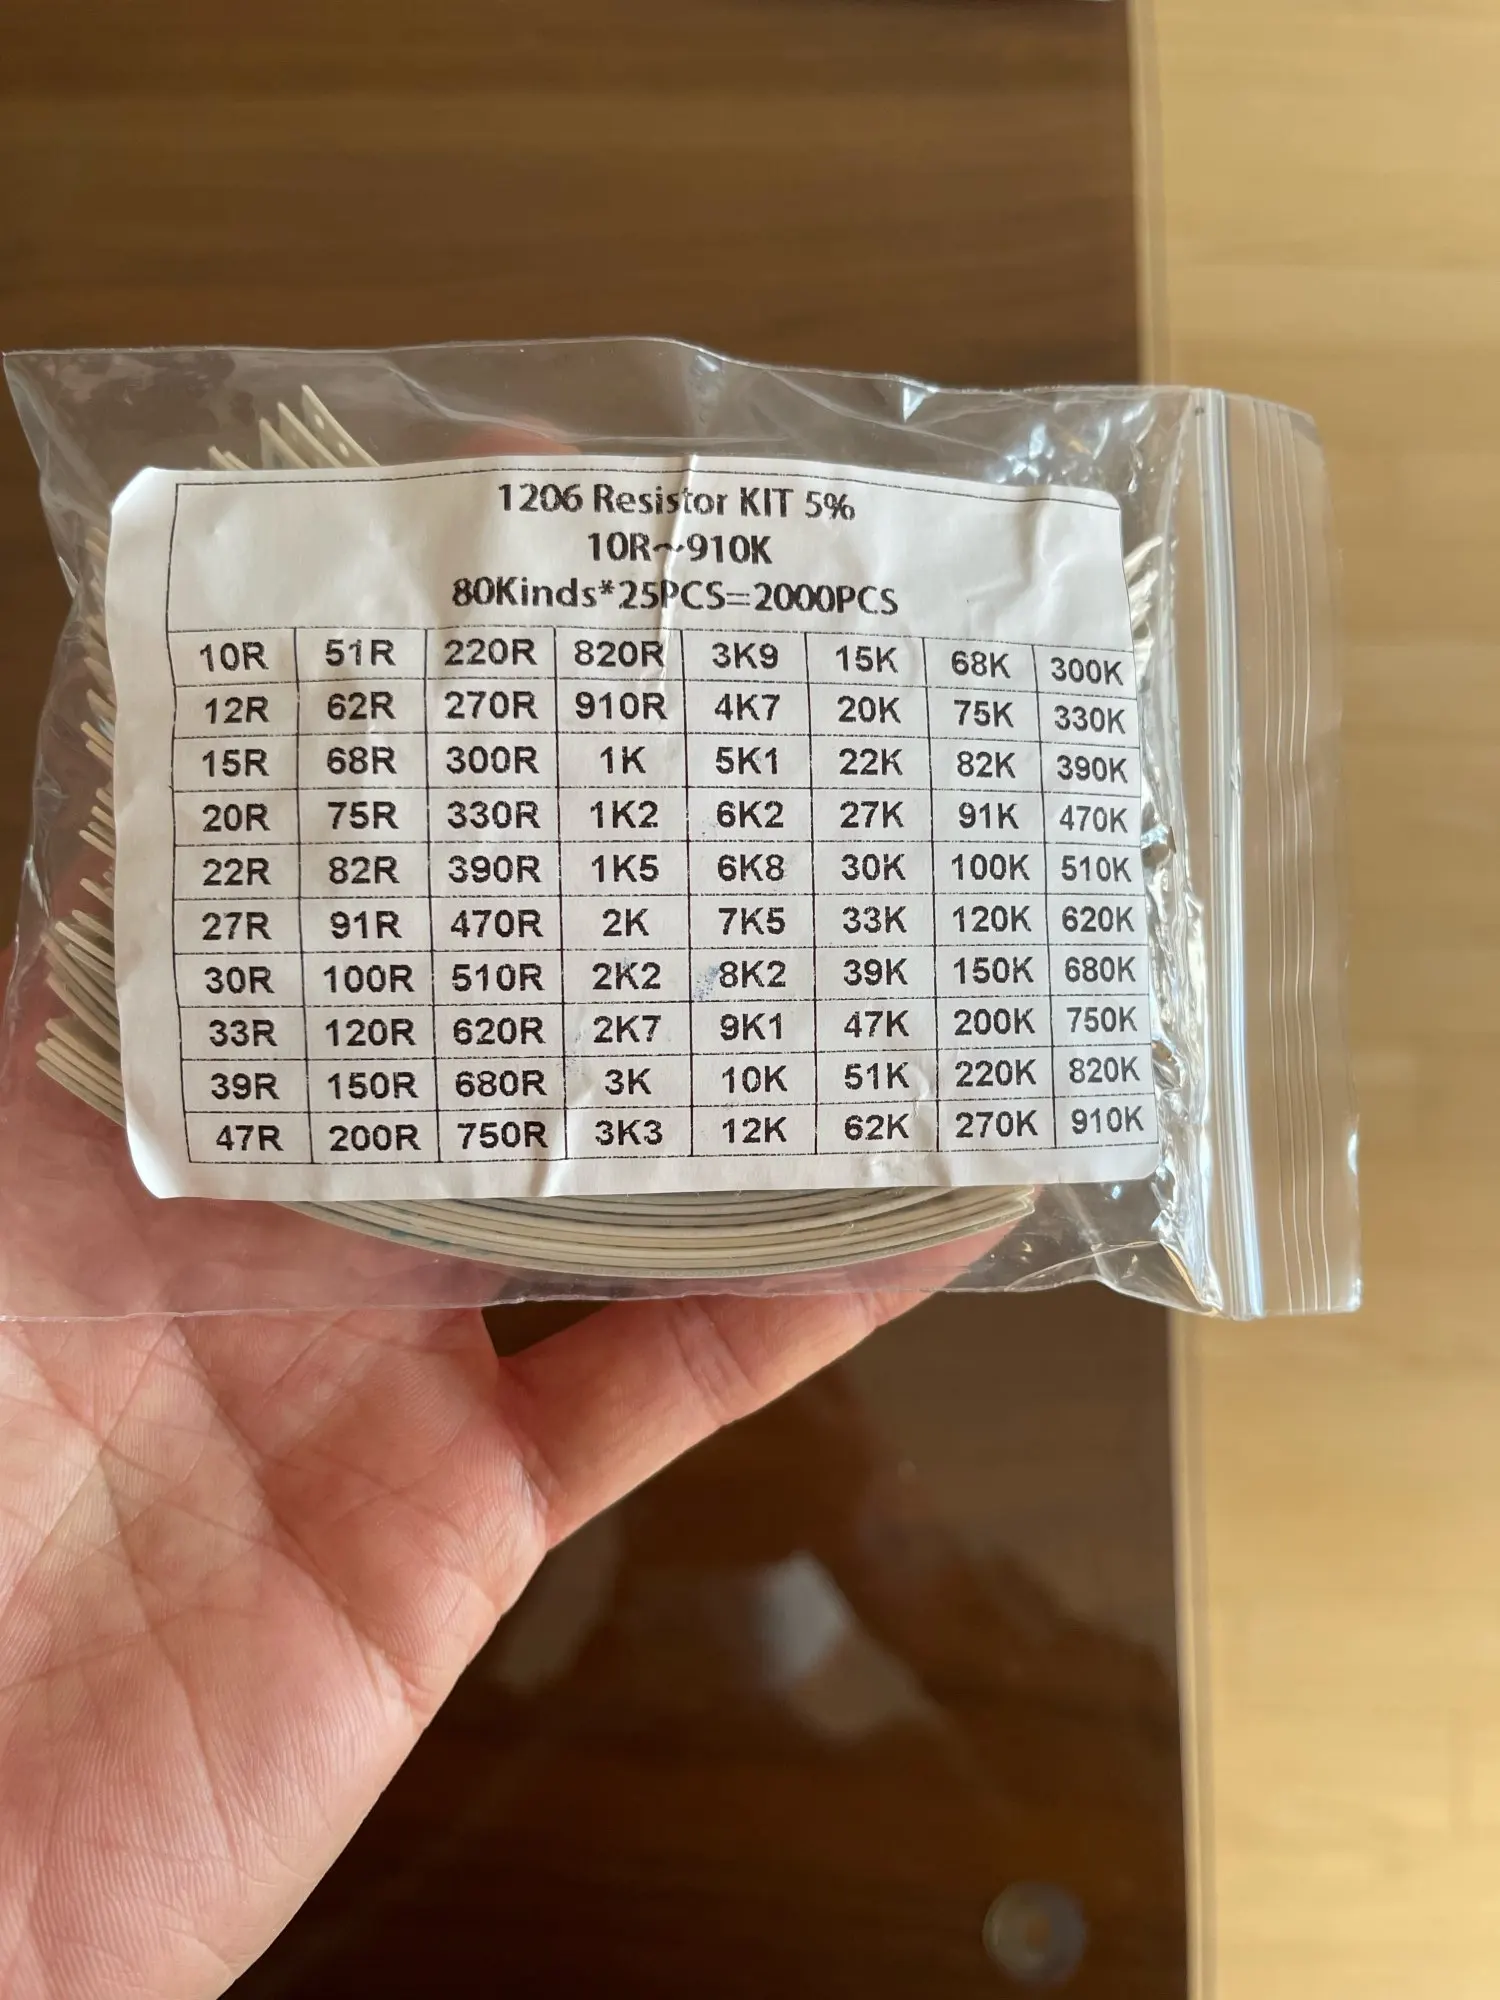 1206 Resistor KIT 5%
10R~910K
80Kinds*25PCS=2000PCS
10R 51R 220R 820R 3K9 15K 68K 300K
12R 62R 270R 910R 4K7 20K 75K 330K
15R 68R 300R 1K 5K1 22K 82K 390K
20R 75R 330R 1K2 6K2 27K 91K 470K
22R 82R 390R 1K5 6K8 30K 100K 510K
27R 91R 470R 2K 7K5 33K 120K 620K
30R 100R 510R 2K2 8K2 39K 150K 680K
33R 120R 620R 2K7 9K1 47K 200K 750K
39R 150R 680R 3K 10K 51K 220K 820K
47R 200R 750R 3K3 12K 62K 270K 910K